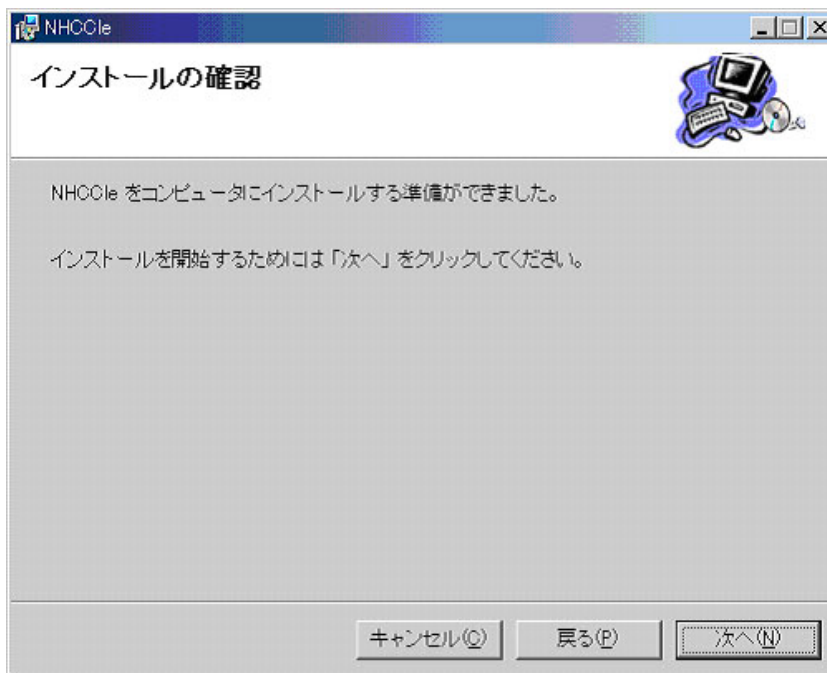 NHCCIe
インストールの確認
NHCCIe をコンピュータにインストールする準備ができました。
インストールを開始するためには「次へ」をクリックしてください。
キャンセル(C)
戻る(P)
次へ(N)